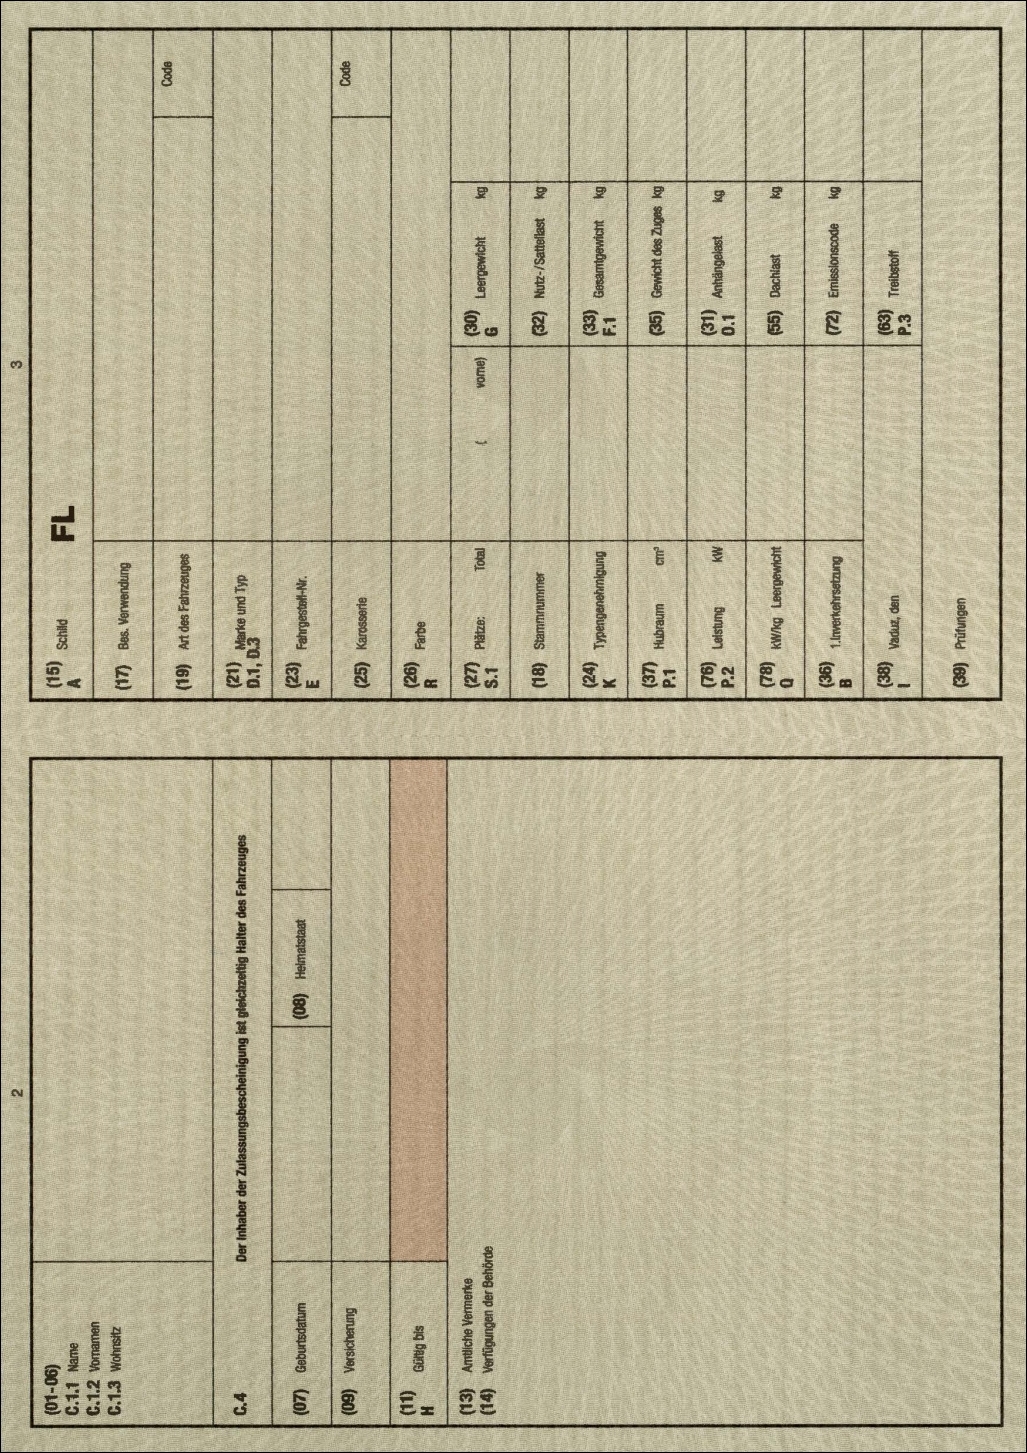 2
(01-06)
C.1.1 Name
C.1.2 Vornamen
C.1.3 Wohnsitz
C.4 Der Inhaber der Zulassungsbescheinigung ist gleichzeitig Halter des Fahrzeuges
(07) Geburtsdatum (08) Heimatstaat
(09) Versicherung
(11) Gültig bis
H
(13) Amtliche Vermerke
(14) Verfügungen der Behörde
3
(15) Schild FL
A
(17) Bes. Verwendung
(19) Art des Fahrzeuges Code
(21) Marke und Typ
D.1, D.3
(23) Fahrgestell-Nr.
E
(25) Karosserie Code
(26) Farbe
R
(27) Plätze: Total ( vorne) (30) Leergewicht kg
S.1 G
(18) Stammnummer (32) Nutz-/Sattellast kg
(24) Typengenehmigung (33) Gesamtgewicht kg
K F.1
(37) Hubraum cm³ (35) Gewicht des Zuges kg
P.1
(76) Leistung kW (31) Anhängelast kg
P.2 O.1
(78) kW/kg Leergewicht (55) Dachlast kg
Q
(36) 1.Inverkehrsetzung (72) Emissionscode kg
B
(38) Vaduz, den (63) Treibstoff
I P.3
(39) Prüfungen